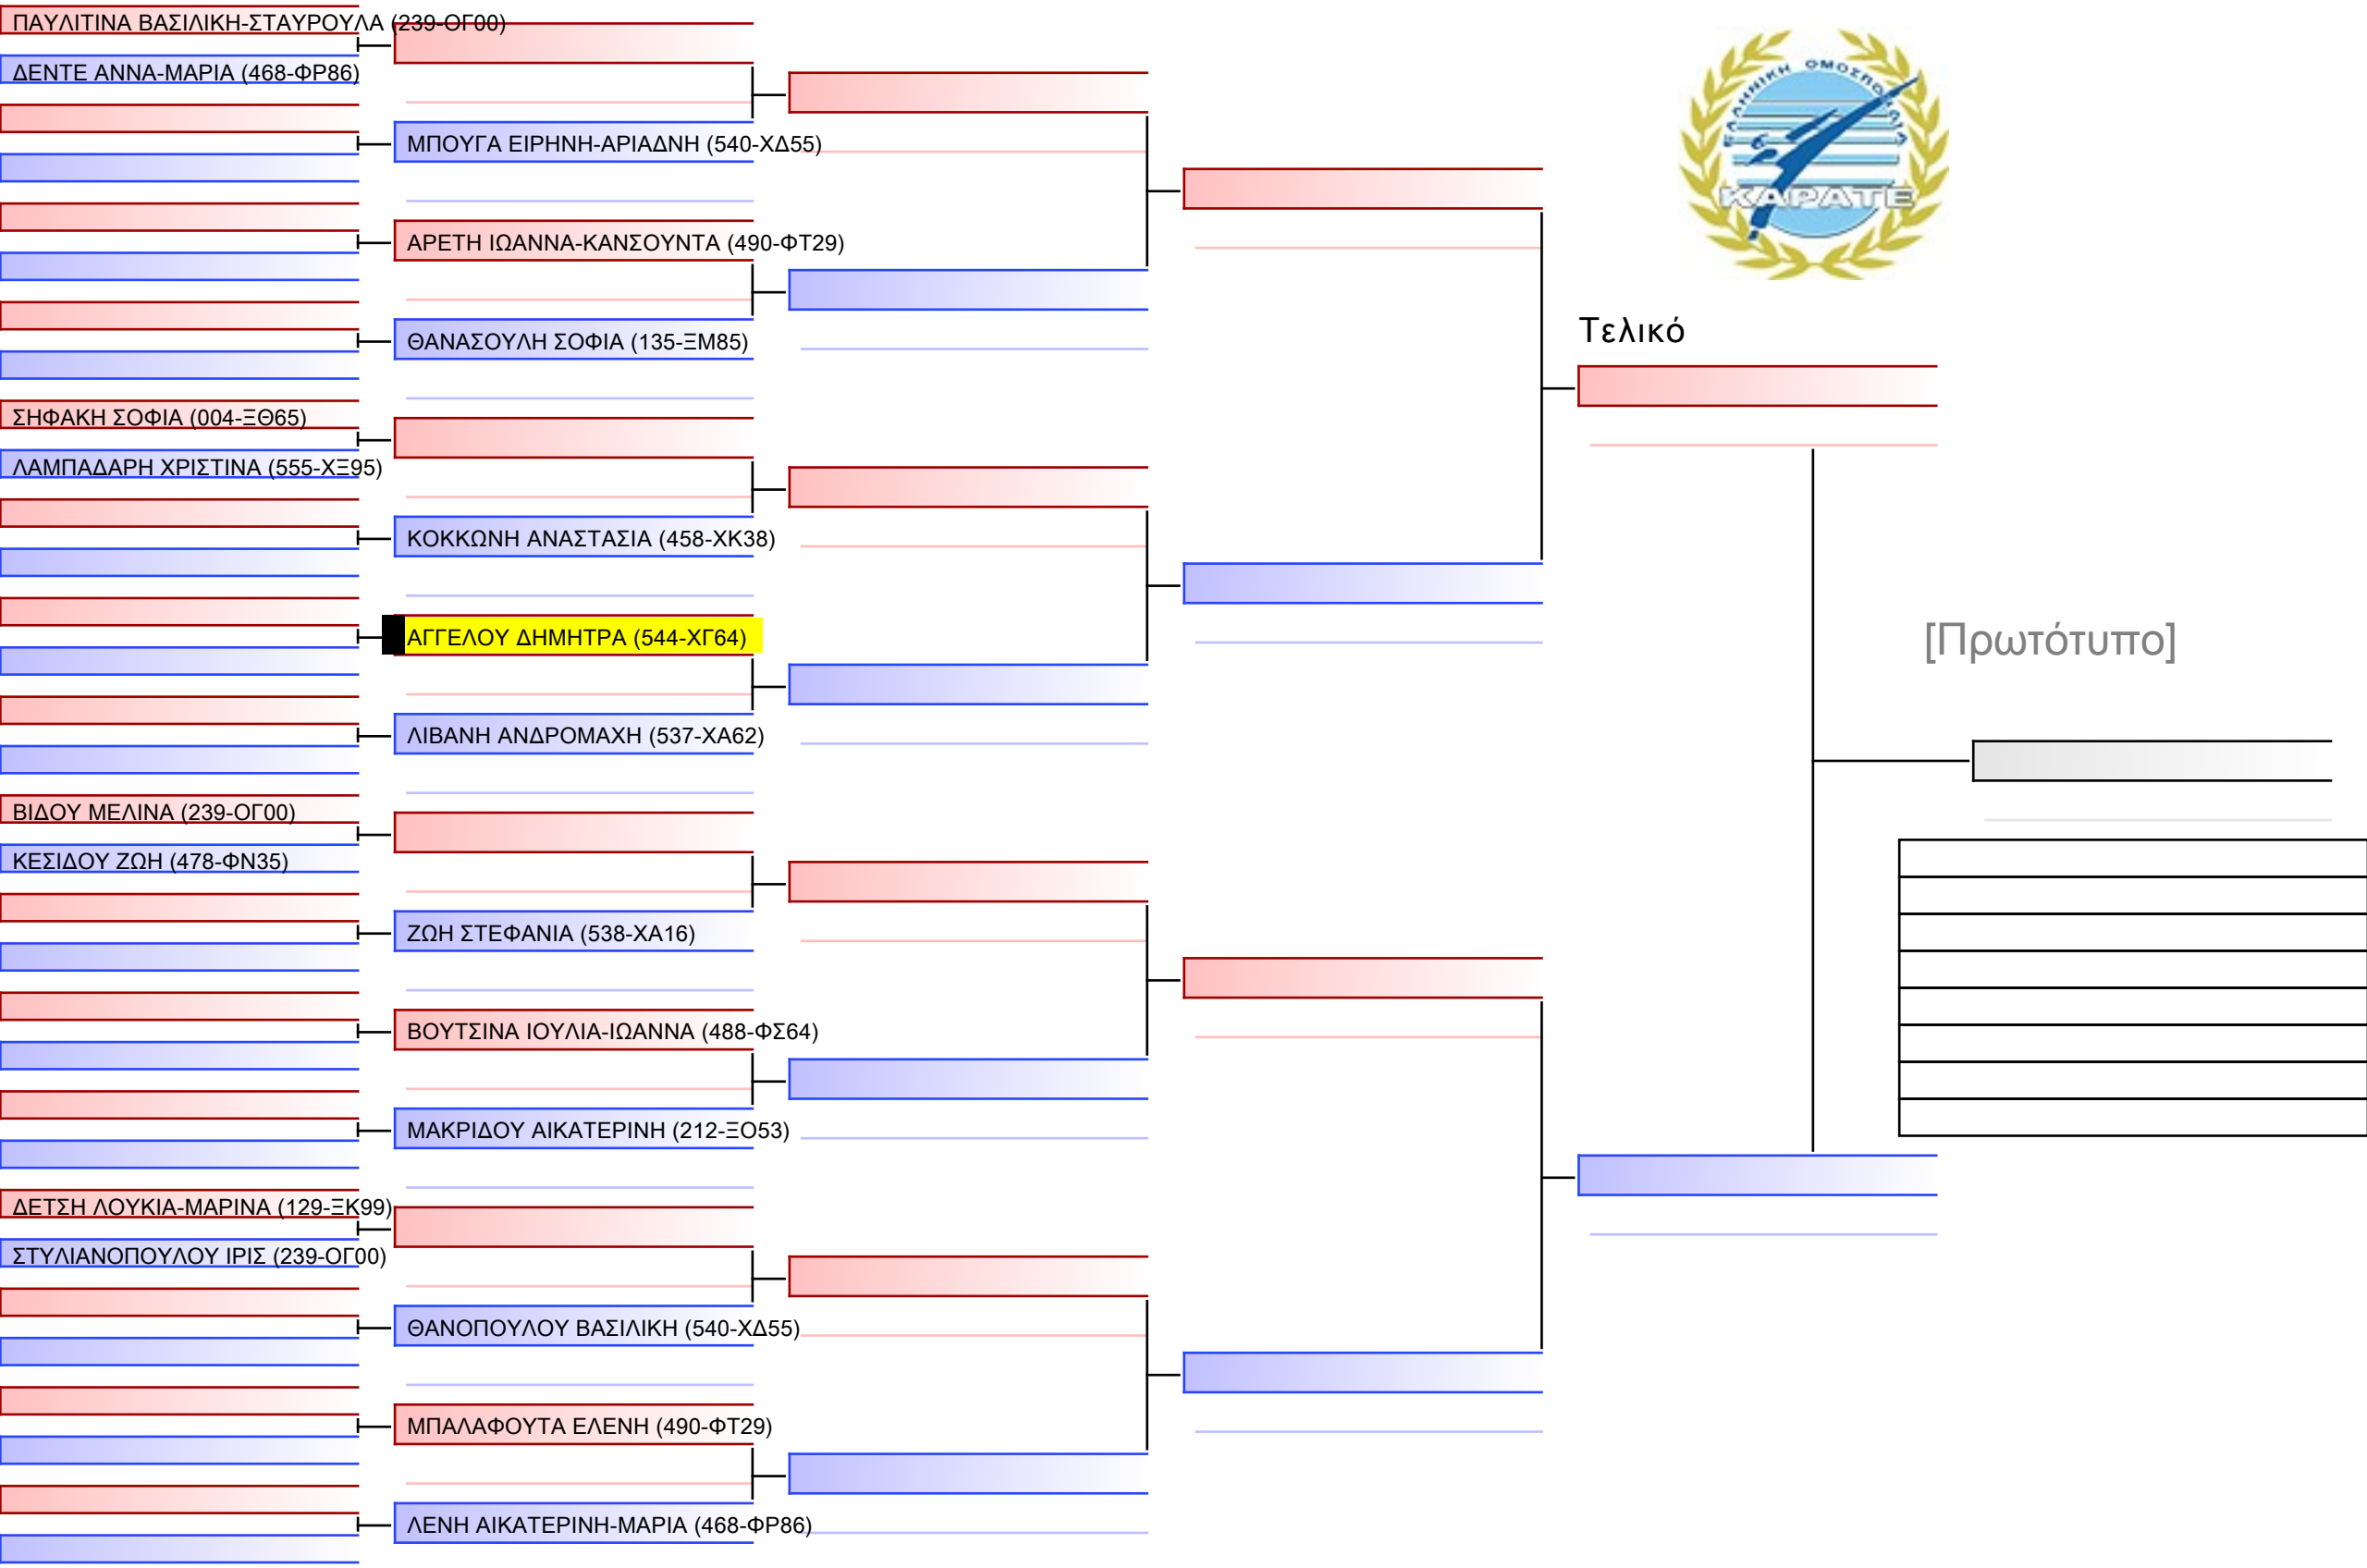 ΠΑΥΛΙΤΙΝΑ ΒΑΣΙΛΙΚΗ-ΣΤΑΥΡΟΥΛΑ (239-ΟΓ00)
ΔΕΝΤΕ ΑΝΝΑ-ΜΑΡΙΑ (468-ΦΡ86)
ΜΠΟΥΓΑ ΕΙΡΗΝΗ-ΑΡΙΑΔΝΗ (540-ΧΔ55)
ΑΡΕΤΗ ΙΩΑΝΝΑ-ΚΑΝΣΟΥΝΤΑ (490-ΦΤ29)
ΘΑΝΑΣΟΥΛΗ ΣΟΦΙΑ (135-ΞΜ85)
ΣΗΦΑΚΗ ΣΟΦΙΑ (004-ΞΘ65)
ΛΑΜΠΑΔΑΡΗ ΧΡΙΣΤΙΝΑ (555-ΧΞ95)
ΚΟΚΚΩΝΗ ΑΝΑΣΤΑΣΙΑ (458-ΧΚ38)
ΑΓΓΕΛΟΥ ΔΗΜΗΤΡΑ (544-ΧΓ64)
ΛΙΒΑΝΗ ΑΝΔΡΟΜΑΧΗ (537-ΧΑ62)
ΒΙΔΟΥ ΜΕΛΙΝΑ (239-ΟΓ00)
ΚΕΣΙΔΟΥ ΖΩΗ (478-ΦΝ35)
ΖΩΗ ΣΤΕΦΑΝΙΑ (538-ΧΑ16)
ΒΟΥΤΣΙΝΑ ΙΟΥΛΙΑ-ΙΩΑΝΝΑ (488-ΦΣ64)
ΜΑΚΡΙΔΟΥ ΑΙΚΑΤΕΡΙΝΗ (212-ΞΟ53)
ΔΕΤΣΗ ΛΟΥΚΙΑ-ΜΑΡΙΝΑ (129-ΞΚ99)
ΣΤΥΛΙΑΝΟΠΟΥΛΟΥ ΙΡΙΣ (239-ΟΓ00)
ΘΑΝΟΠΟΥΛΟΥ ΒΑΣΙΛΙΚΗ (540-ΧΔ55)
ΜΠΑΛΑΦΟΥΤΑ ΕΛΕΝΗ (490-ΦΤ29)
ΛΕΝΗ ΑΙΚΑΤΕΡΙΝΗ-ΜΑΡΙΑ (468-ΦΡ86)
ΕΛΛΗΝΙΚΗ ΟΜΟΣΠΟΝΔΙΑ
ΚΑΡΑΤΕ
Τελικό
[Πρωτότυπο]